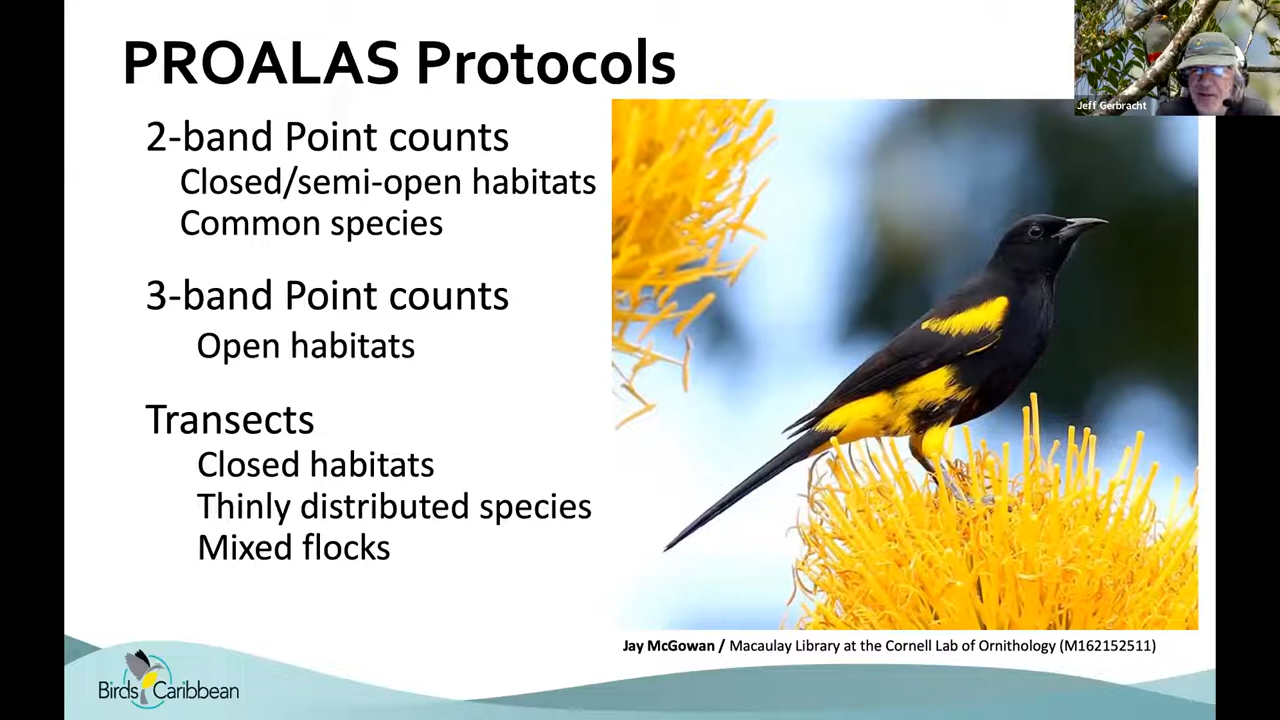 PROALAS Protocols
Jeff Gerbracht
2-band Point counts
Closed/semi-open habitats
Common species
3-band Point counts
Open habitats
Transects
Closed habitats
Thinly distributed species
Mixed flocks
Jay McGowan / Macaulay Library at the Cornell Lab of Ornithology (M162152511)
Birds Caribbean